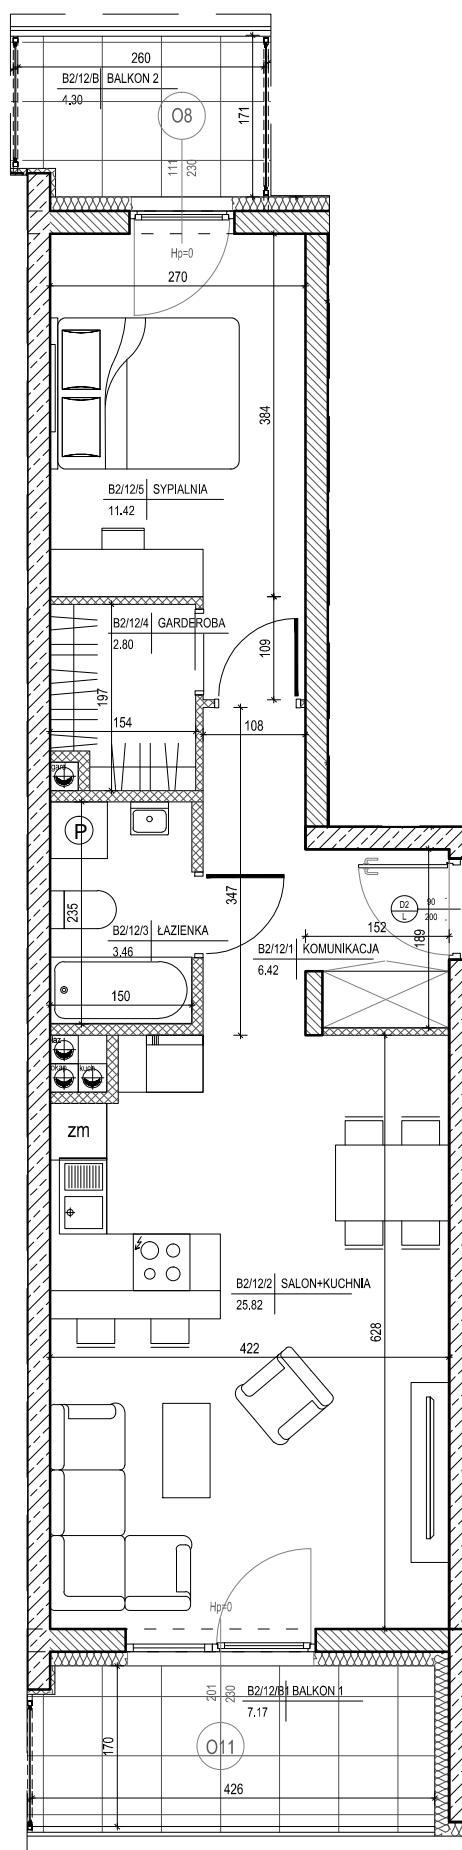 260
B2/12/B BALKON 2
4.30
O8
171
111
230
Hp=0
270
384
B2/12/5 SYPIALNIA
11.42
B2/12/4 GARDEROBA
2.80
109
197
154
108
P
235
347
B2/12/3 ŁAZIENKA
3.46
150
D2
L
90
200
152
189
B2/12/1 KOMUNIKACJA
6.42
kuch
zm
B2/12/2 SALON+KUCHNIA
25.82
628
422
Hp=0
201
230
B2/12/B1 BALKON 1
7.17
O11
170
426